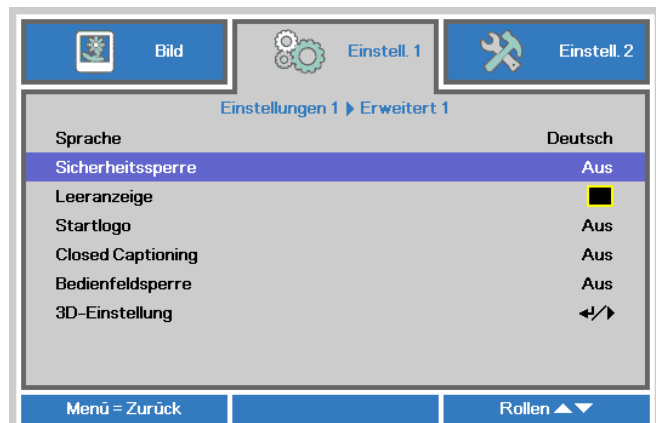 Bild
Einstell. 1
Einstell. 2
Einstellungen 1 ▶ Erweitert 1
Sprache Deutsch
Sicherheitssperre Aus
Leeranzeige
Startlogo Aus
Closed Captioning Aus
Bedienfeldsperre Aus
3D-Einstellung ↵/▶
Menü = Zurück
Rollen ▲▼